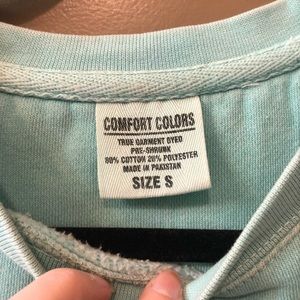 COMFORT COLORS
TRUE GARMENT DYED
PRE-SHRUNK
80% COTTON 20% POLYESTER
MADE IN PAKISTAN
SIZE S